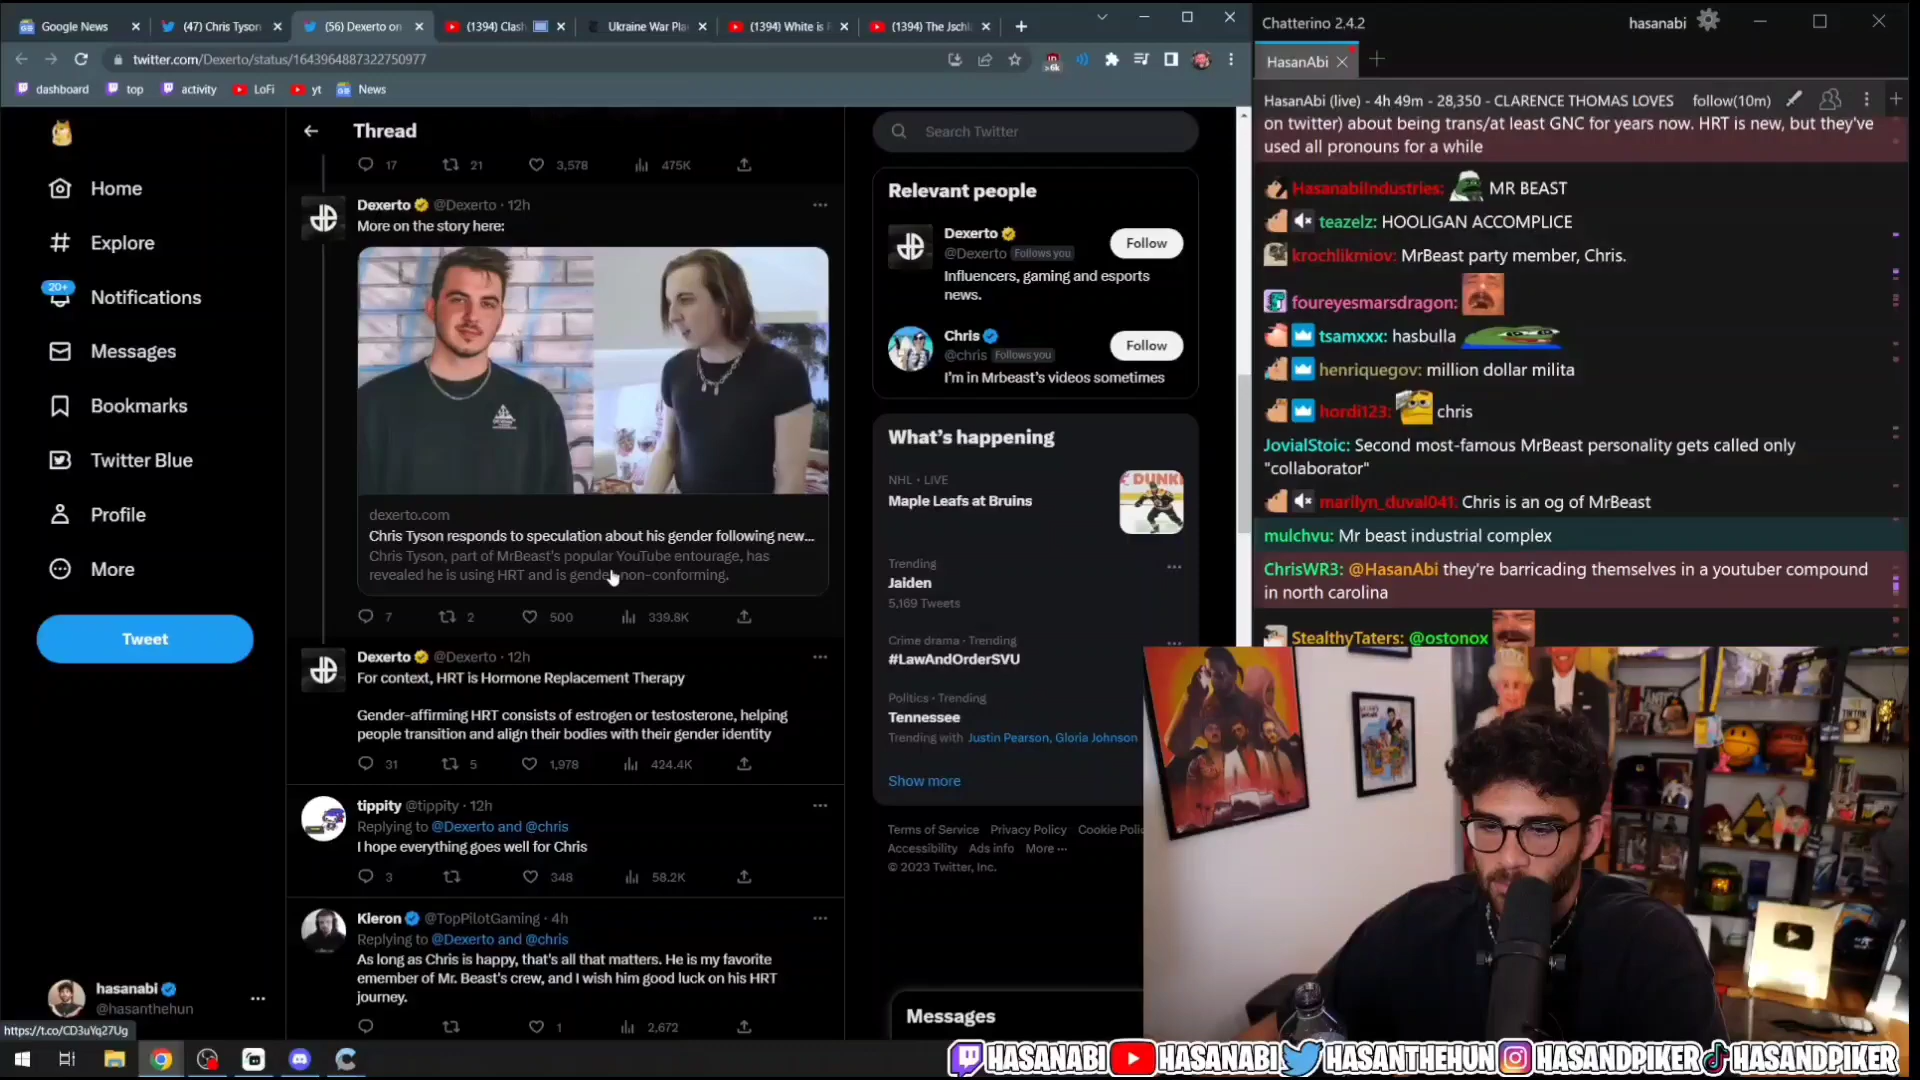 Google News
(47) Chris Tyson
(56) Dexerto on
(1394) Clash
Ukraine War
(1394) White is
(1394) The Jschl
twitter.com/Dexerto/status/1643964887322750977
dashboard
top
activity
LoFi
yt
News
Home
Explore
20+
Notifications
Messages
Bookmarks
Twitter Blue
Profile
More
Tweet
hasanabi
@hasanthehun
https://t.co/CD3uYq27Ug
Thread
17 21 3,578 475K
Dexerto @Dexerto · 12h
More on the story here:
dexerto.com
Chris Tyson responds to speculation about his gender following new...
Chris Tyson, part of MrBeast's popular YouTube entourage, has
revealed he is using HRT and is gender non-conforming.
7 2 500 339.8K
Dexerto @Dexerto · 12h
For context, HRT is Hormone Replacement Therapy
Gender-affirming HRT consists of estrogen or testosterone, helping
people transition and align their bodies with their gender identity
31 5 1,978 424.4K
tippity @tippity · 12h
Replying to @Dexerto and @chris
I hope everything goes well for Chris
3 348 58.2K
Kieron @TopPilotGaming · 4h
Replying to @Dexerto and @chris
As long as Chris is happy, that's all that matters. He is my favorite
emember of Mr. Beast's crew, and I wish him good luck on his HRT
journey.
1 2,672
Search Twitter
Relevant people
Dexerto
@Dexerto Follows you
Follow
Influencers, gaming and esports
news.
Chris
@chris Follows you
Follow
I'm in Mrbeast's videos sometimes
What's happening
NHL · LIVE
Maple Leafs at Bruins
Trending
Jaiden
5,169 Tweets
Crime drama · Trending
#LawAndOrderSVU
Politics · Trending
Tennessee
Trending with Justin Pearson, Gloria Johnson
Show more
Terms of Service Privacy Policy Cookie
Accessibility Ads info More ...
© 2023 Twitter, Inc.
Messages
Chatterino 2.4.2
hasanabi
HasanAbi
HasanAbi (live) - 4h 49m - 28,350 - CLARENCE THOMAS LOVES
follow(10m)
on twitter) about being trans/at least GNC for years now. HRT is new, but they've
used all pronouns for a while
HasanabiIndustries: MR BEAST
teazelz: HOOLIGAN ACCOMPLICE
krochlikmiov: MrBeast party member, Chris.
foureyesmarsdragon:
tsamxxx: hasbulla
henriquegov: million dollar milita
hordi123: chris
JovialStoic: Second most-famous MrBeast personality gets called only
"collaborator"
marilyn_duval041: Chris is an og of MrBeast
mulchvu: Mr beast industrial complex
ChrisWR3: @HasanAbi they're barricading themselves in a youtuber compound
in north carolina
StealthyTaters: @ostonox
HASANABI HASANABI HASANTHEHUN HASANDPIKER HASANDPIKER